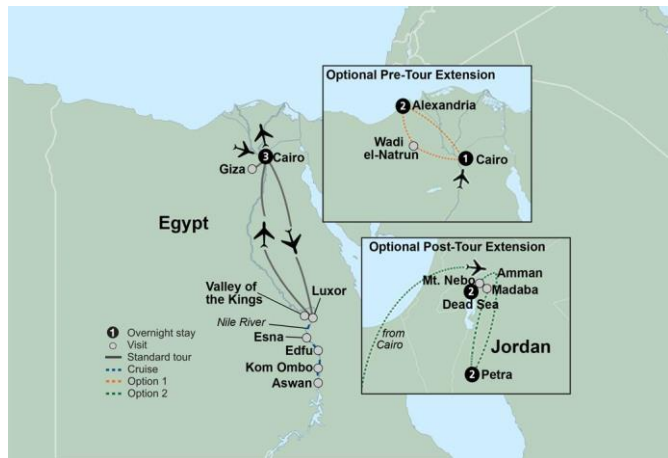 Optional Pre-Tour Extension
2 Alexandria
Wadi
el-Natrun
1 Cairo
3 Cairo
Giza
Egypt
Optional Post-Tour Extension
Mt. Nebo
Amman
2
Madaba
Dead Sea
from
Cairo
Jordan
2 Petra
Valley of
the Kings
Luxor
Nile River
Esna
Edfu
Kom Ombo
Aswan
1 Overnight stay
Visit
Standard tour
Cruise
Option 1
Option 2